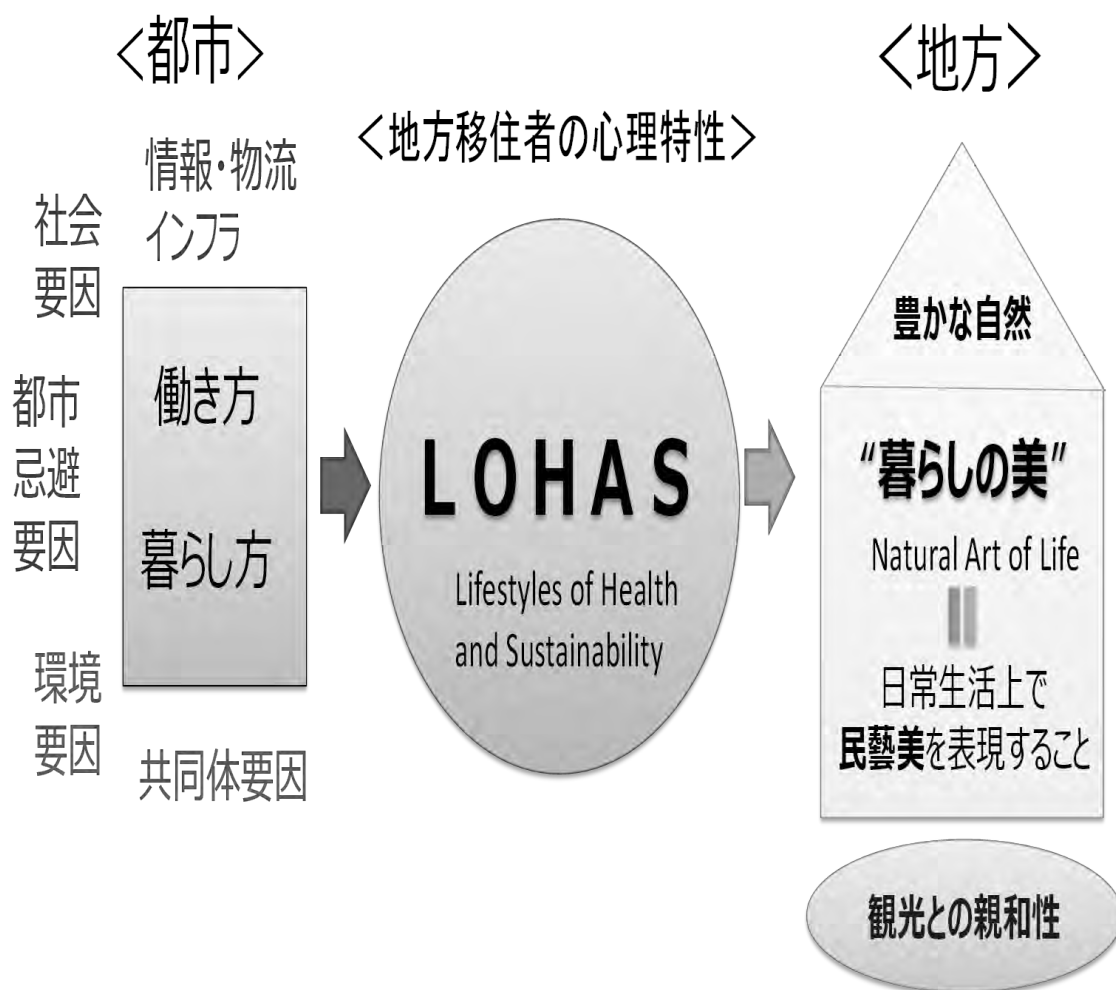 <都市>
情報・物流
インフラ
社会
要因
働き方
都市
忌避
要因
暮らし方
環境
要因
共同体要因
<地方移住者の心理特性>
LOHAS
Lifestyles of Health
and Sustainability
<地方>
豊かな自然
“暮らしの美”
Natural Art of Life
日常生活上で
民藝美を表現すること
観光との親和性